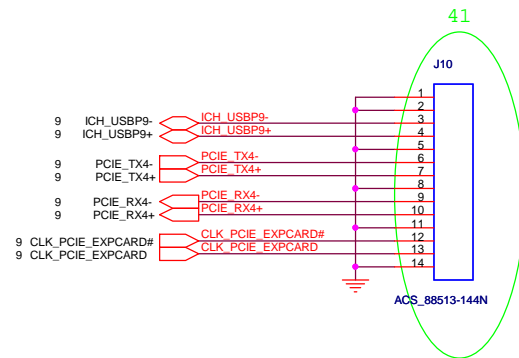 41
J10
1
2
9 ICH_USBP9- ICH_USBP9- 3
9 ICH_USBP9+ ICH_USBP9+ 4
5
9 PCIE_TX4- PCIE_TX4- 6
9 PCIE_TX4+ PCIE_TX4+ 7
8
9 PCIE_RX4- PCIE_RX4- 9
9 PCIE_RX4+ PCIE_RX4+ 10
11
9 CLK_PCIE_EXPCARD# CLK_PCIE_EXPCARD# 12
9 CLK_PCIE_EXPCARD CLK_PCIE_EXPCARD 13
14
ACS_88513-144N